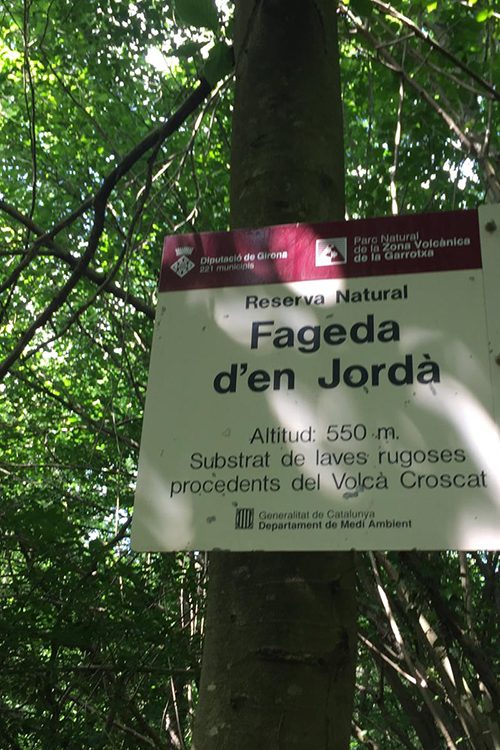 Diputació de Girona
221 municipis
Parc Natural
de la Zona Volcànica
de la Garrotxa
Reserva Natural
Fageda
d'en Jordà
Altitud: 550 m.
Substrat de laves rugoses
procedents del Volcà Croscat
Generalitat de Catalunya
Departament de Medi Ambient